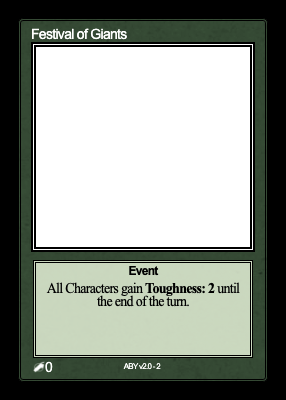 Festival of Giants
Event
All Characters gain Toughness: 2 until
the end of the turn.
0
ABY v2.0 - 2